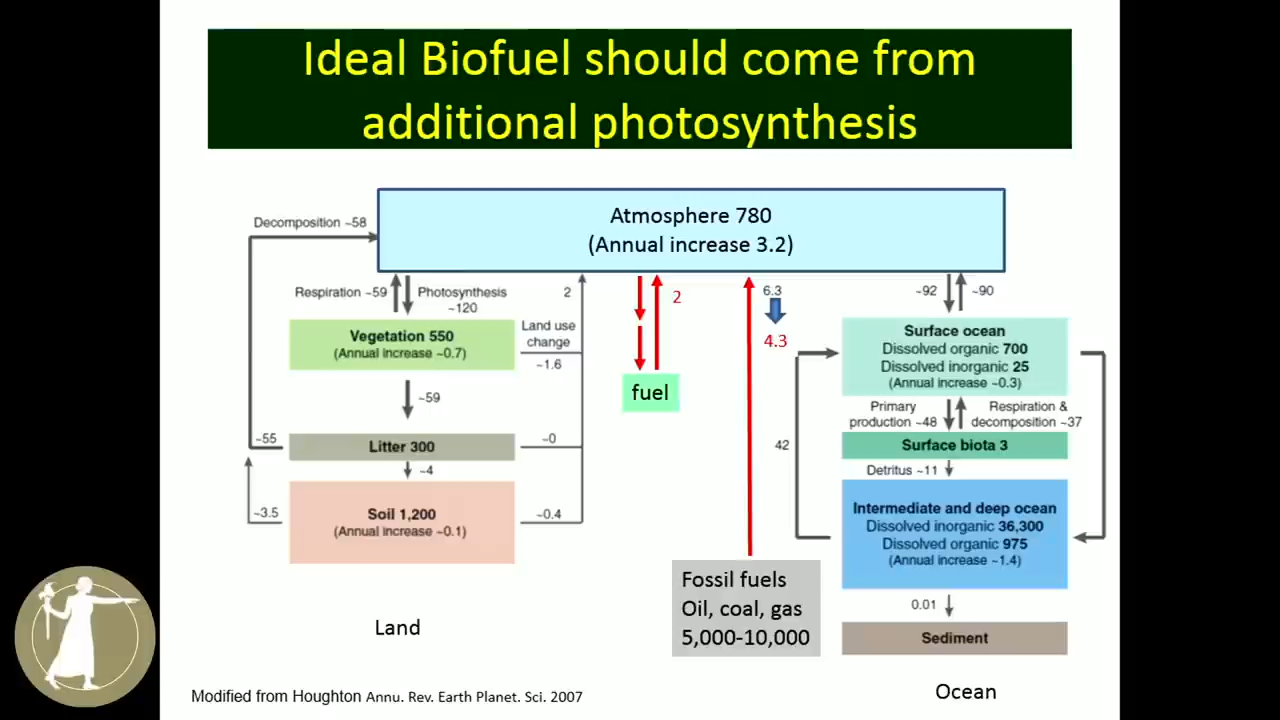 Ideal Biofuel should come from
additional photosynthesis
Atmosphere 780
(Annual increase 3.2)
Decomposition ~58
Respiration ~59
Photosynthesis
~120
2
Land use
change
~1.6
Vegetation 550
(Annual increase ~0.7)
~59
~55
Litter 300
~0
~4
~3.5
Soil 1,200
(Annual increase ~0.1)
~0.4
Land
2
fuel
6.3
4.3
Fossil fuels
Oil, coal, gas
5,000-10,000
~92
~90
Surface ocean
Dissolved organic 700
Dissolved inorganic 25
(Annual increase ~0.3)
Primary
production ~48
Respiration &
decomposition ~37
42
Surface biota 3
Detritus ~11
Intermediate and deep ocean
Dissolved inorganic 36,300
Dissolved organic 975
(Annual increase ~1.4)
0.01
Sediment
Ocean
Modified from Houghton Annu. Rev. Earth Planet. Sci. 2007